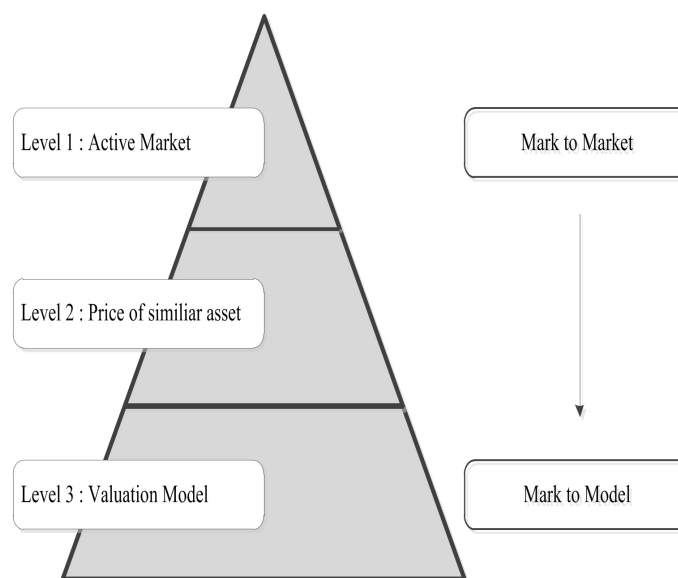 Level 1 : Active Market
Mark to Market
Level 2 : Price of similiar asset
Level 3 : Valuation Model
Mark to Model